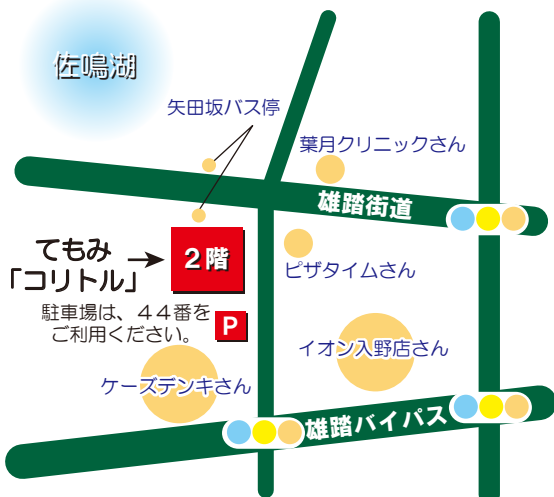 佐鳴湖
矢田坂バス停
葉月クリニックさん
雄踏街道
てもみ
「コリトル」
2階
ピザタイムさん
駐車場は、４４番を
ご利用ください。
P
イオン入野店さん
ケーズデンキさん
雄踏バイパス